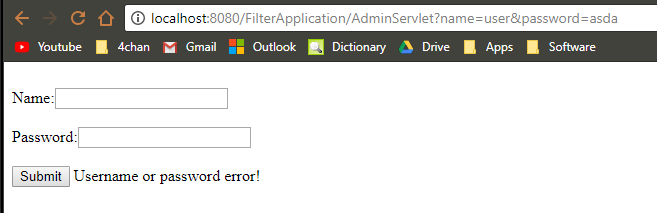 localhost:8080/FilterApplication/AdminServlet?name=user&password=asda
Youtube 4chan Gmail Outlook Dictionary Drive Apps Software
Name:
Password:
Submit Username or password error!